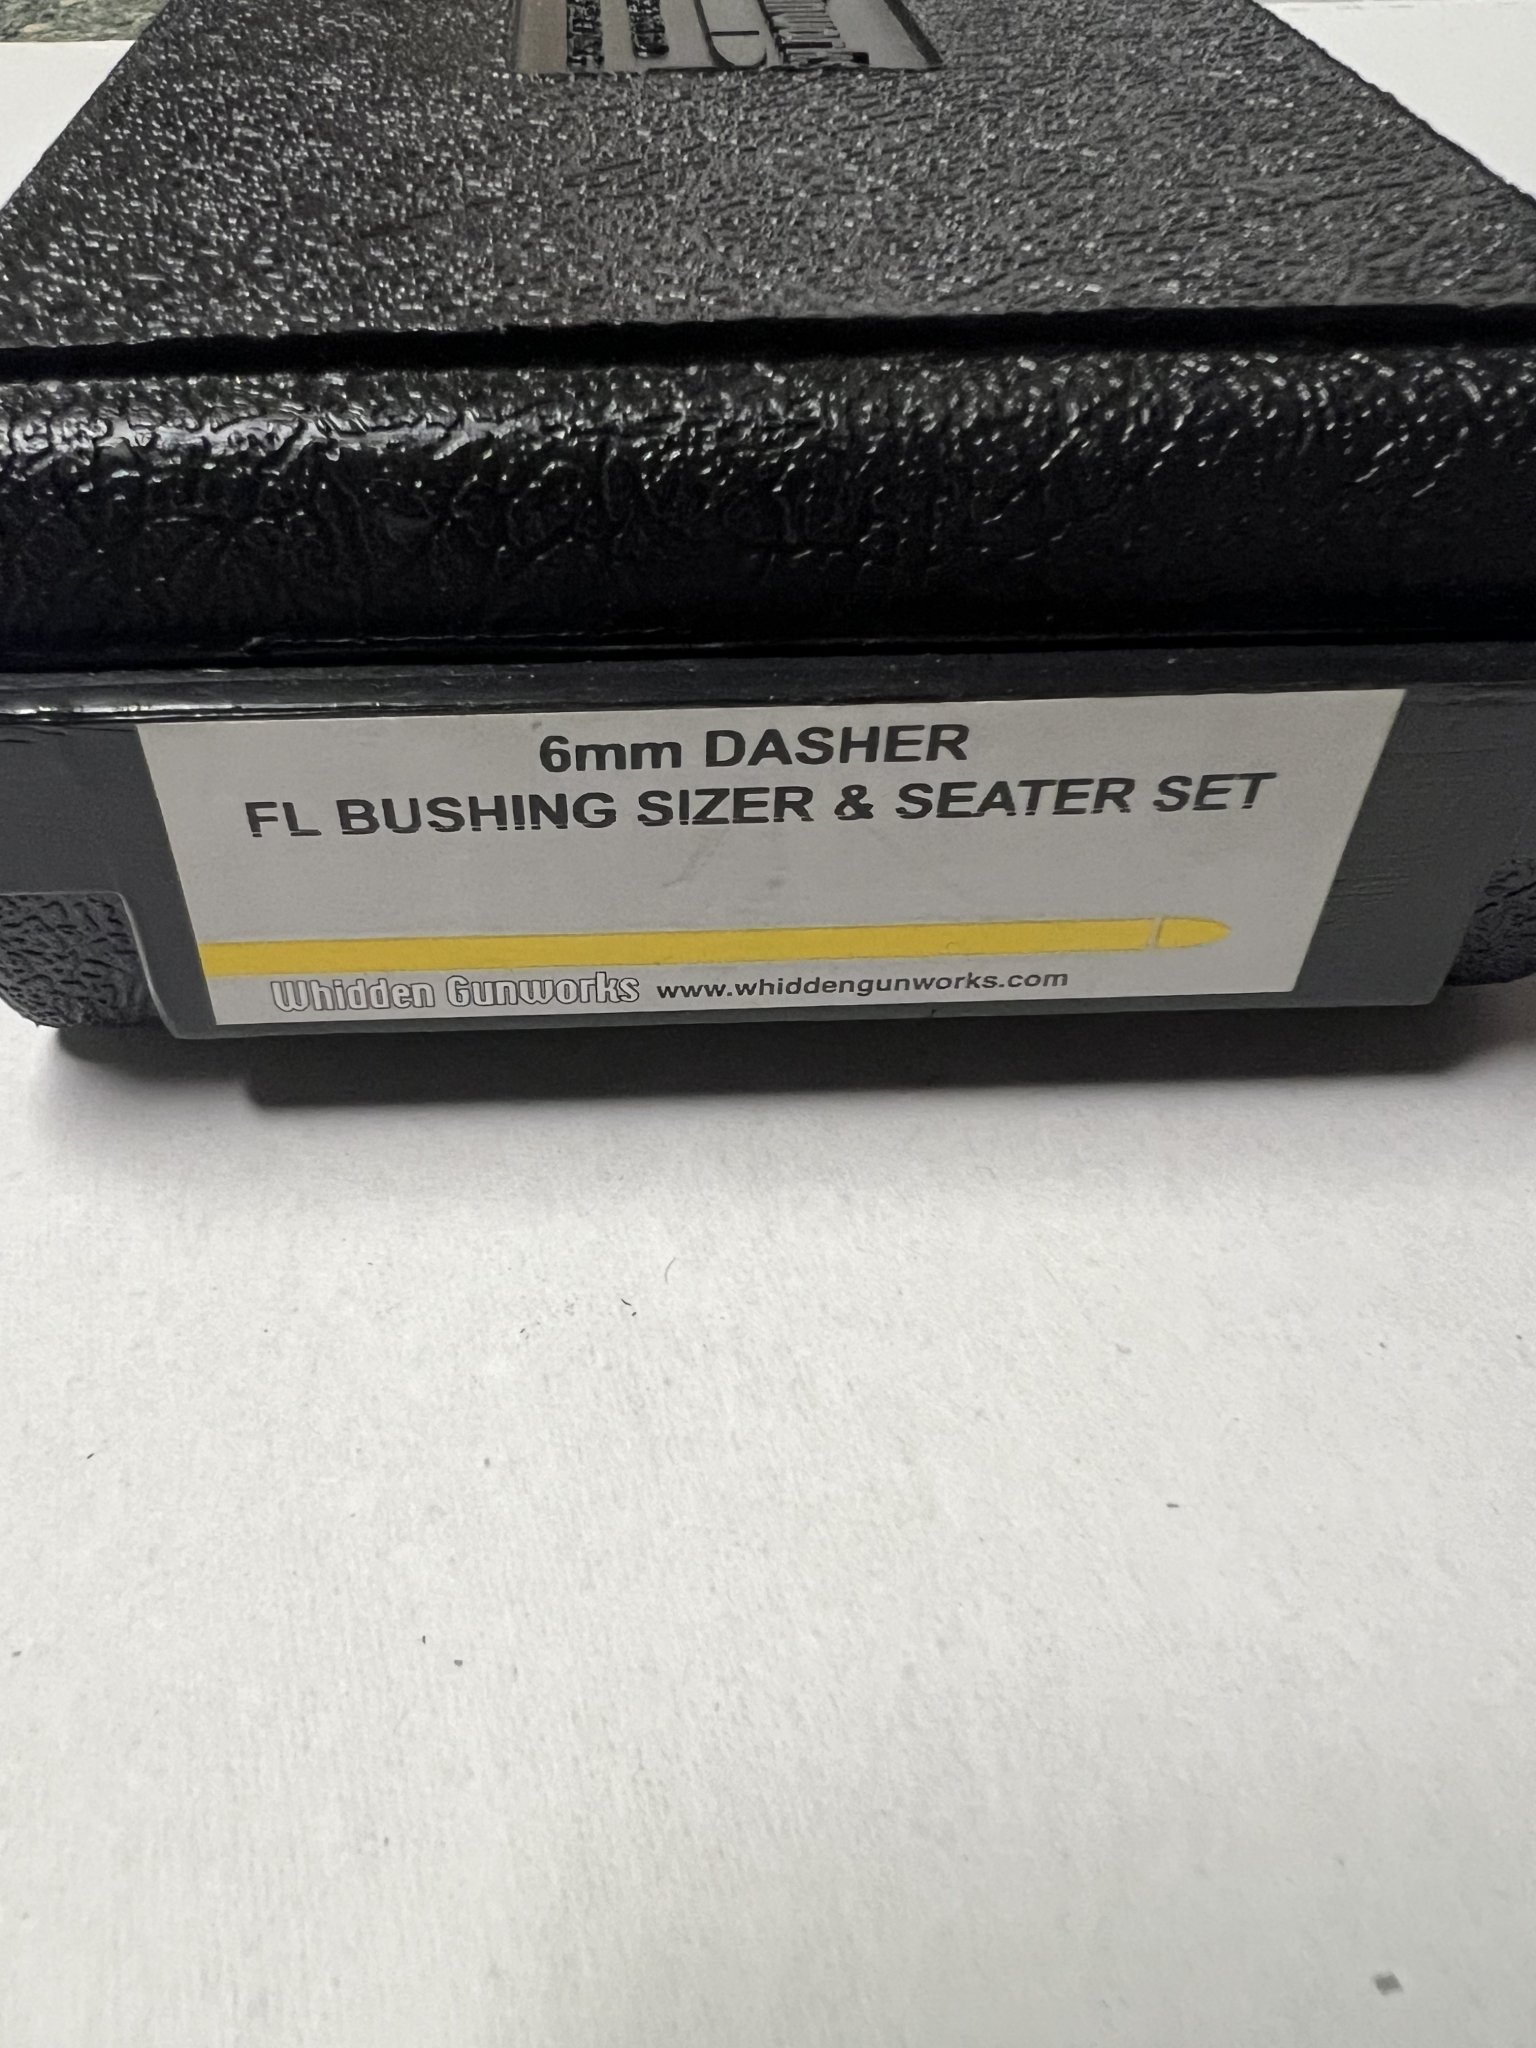 6mm DASHER
FL BUSHING SIZER & SEATER SET
Whidden Gunworks www.whiddengunworks.com